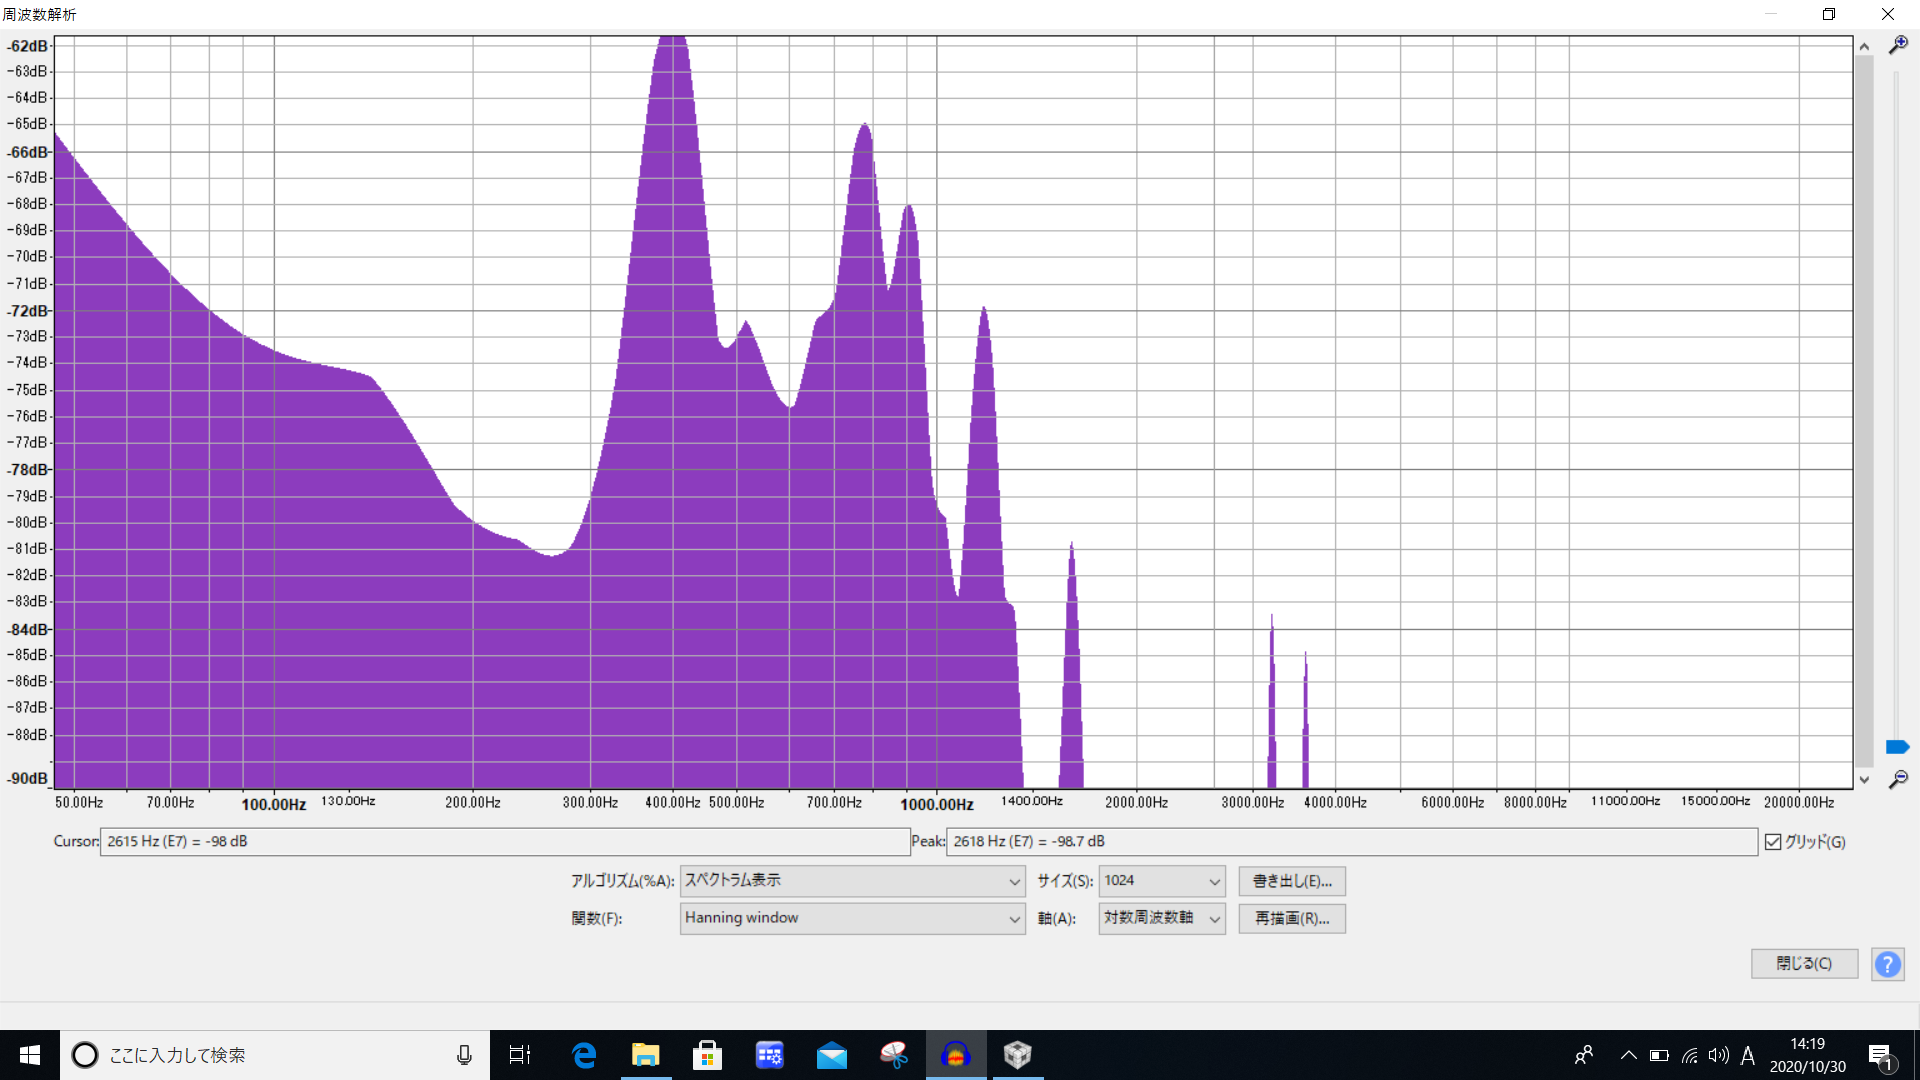 周波数解析
-62dB
-63dB
-64dB
-65dB
-66dB
-67dB
-68dB
-69dB
-70dB
-71dB
-72dB
-73dB
-74dB
-75dB
-76dB
-77dB
-78dB
-79dB
-80dB
-81dB
-82dB
-83dB
-84dB
-85dB
-86dB
-87dB
-88dB
-90dB
50.00Hz 70.00Hz 100.00Hz 130.00Hz 200.00Hz 300.00Hz 400.00Hz 500.00Hz 700.00Hz 1000.00Hz 1400.00Hz 2000.00Hz 3000.00Hz 4000.00Hz 6000.00Hz 8000.00Hz 11000.00Hz 15000.00Hz 20000.00Hz
Cursor: 2615 Hz (E7) = -98 dB Peak: 2618 Hz (E7) = -98.7 dB グリッド(G)
アルゴリズム(%A): スペクトラム表示 サイズ(S): 1024 書き出し(E)...
関数(F): Hanning window 軸(A): 対数周波数軸 再描画(R)...
閉じる(C) ?
ここに入力して検索
A 14:19
2020/10/30
1